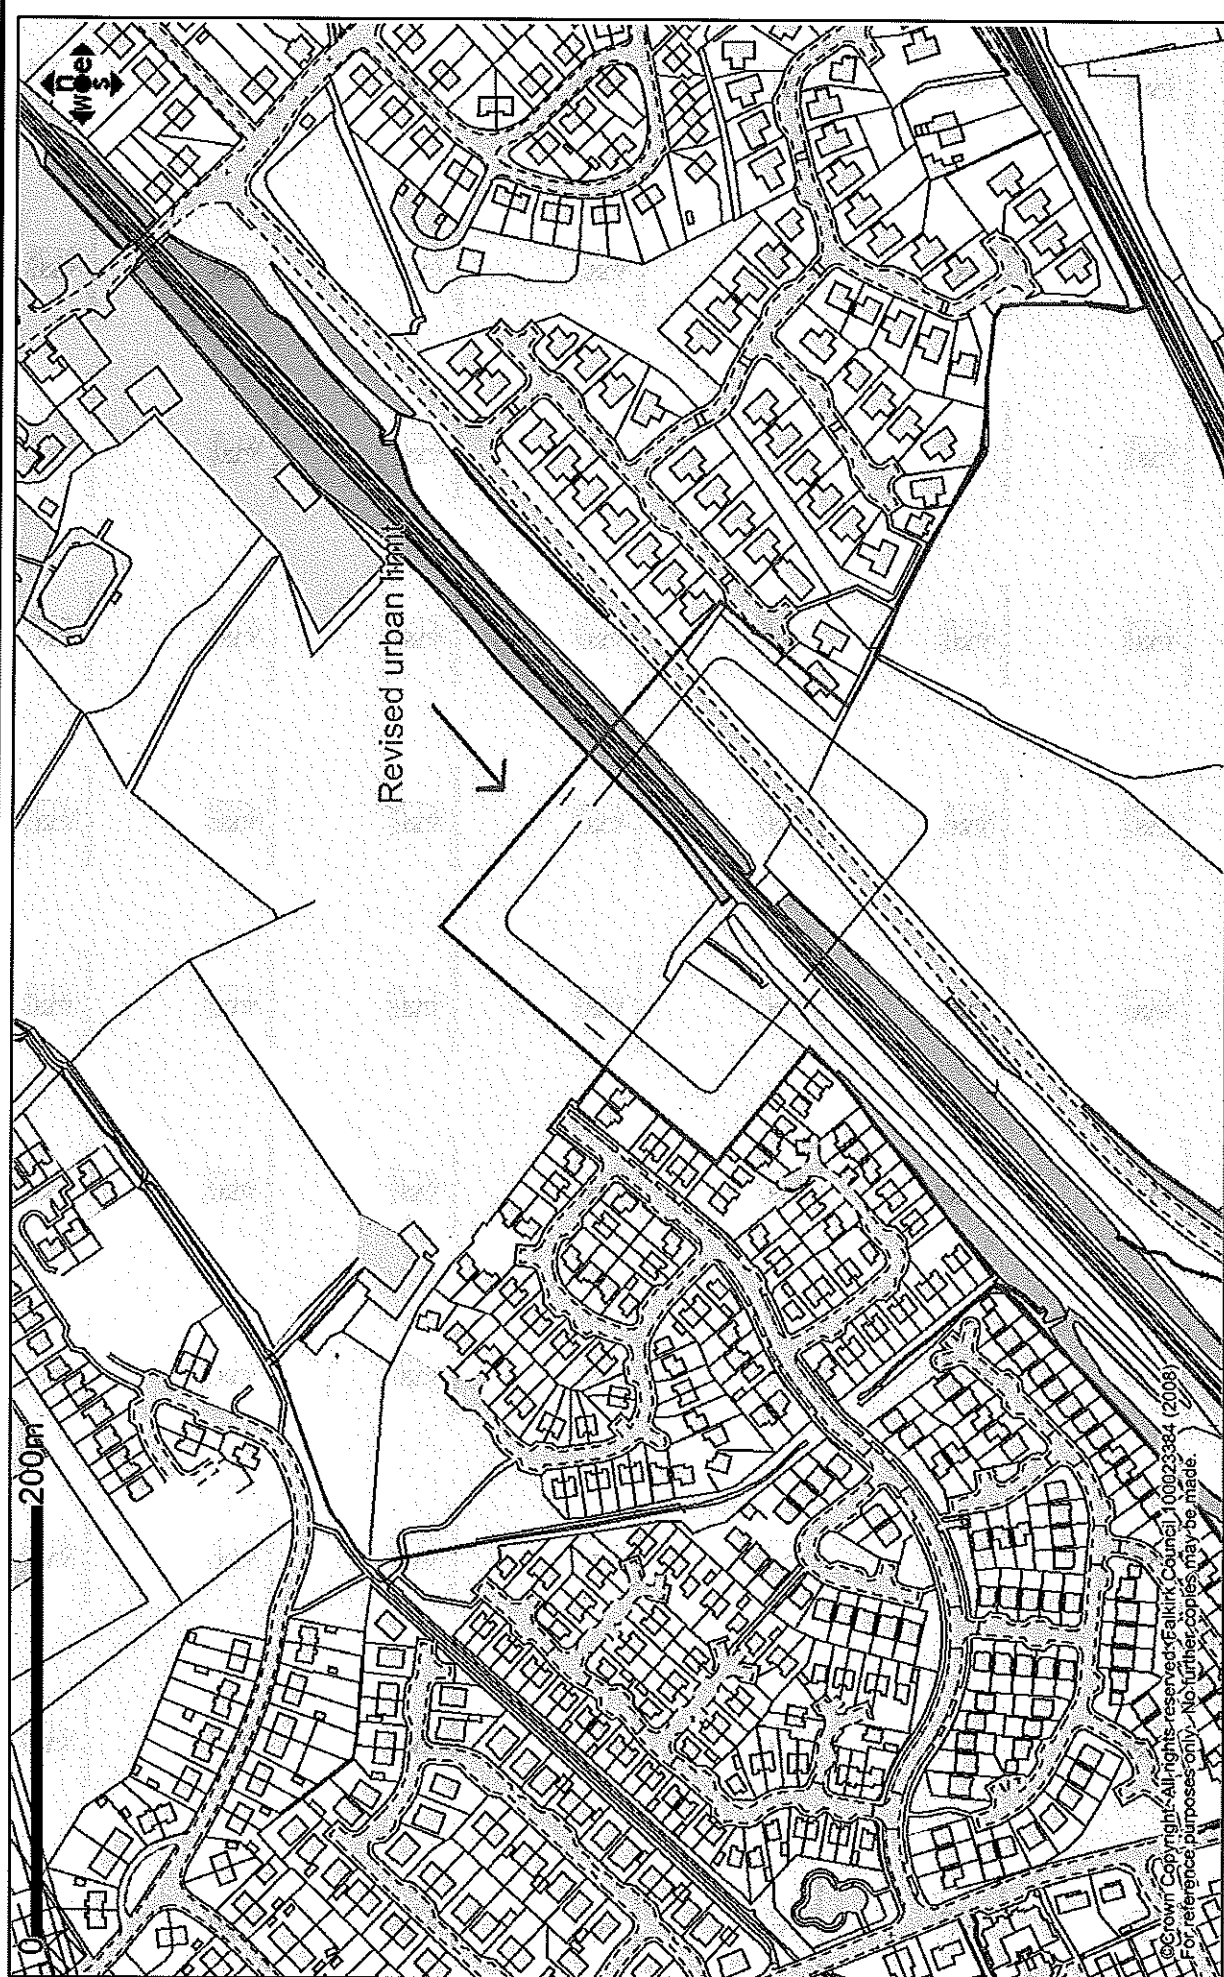 n
w e
s
Revised urban limit
0 200m
©Crown Copyright. All rights reserved. Falkirk Council 100023384 (2008)
For reference purposes only. No further copies may be made.